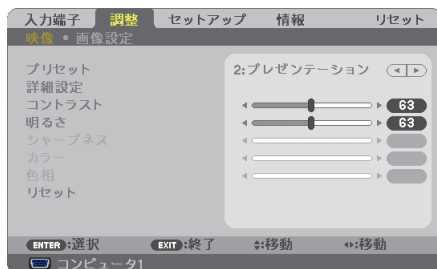 入力端子 調整 セットアップ 情報 リセット
映像 • 画像設定
プリセット 2:プレゼンテーション
詳細設定
コントラスト 63
明るさ 63
シャープネス
カラー
色相
リセット
ENTER:選択 EXIT:終了 :移動 :移動
コンピュータ1